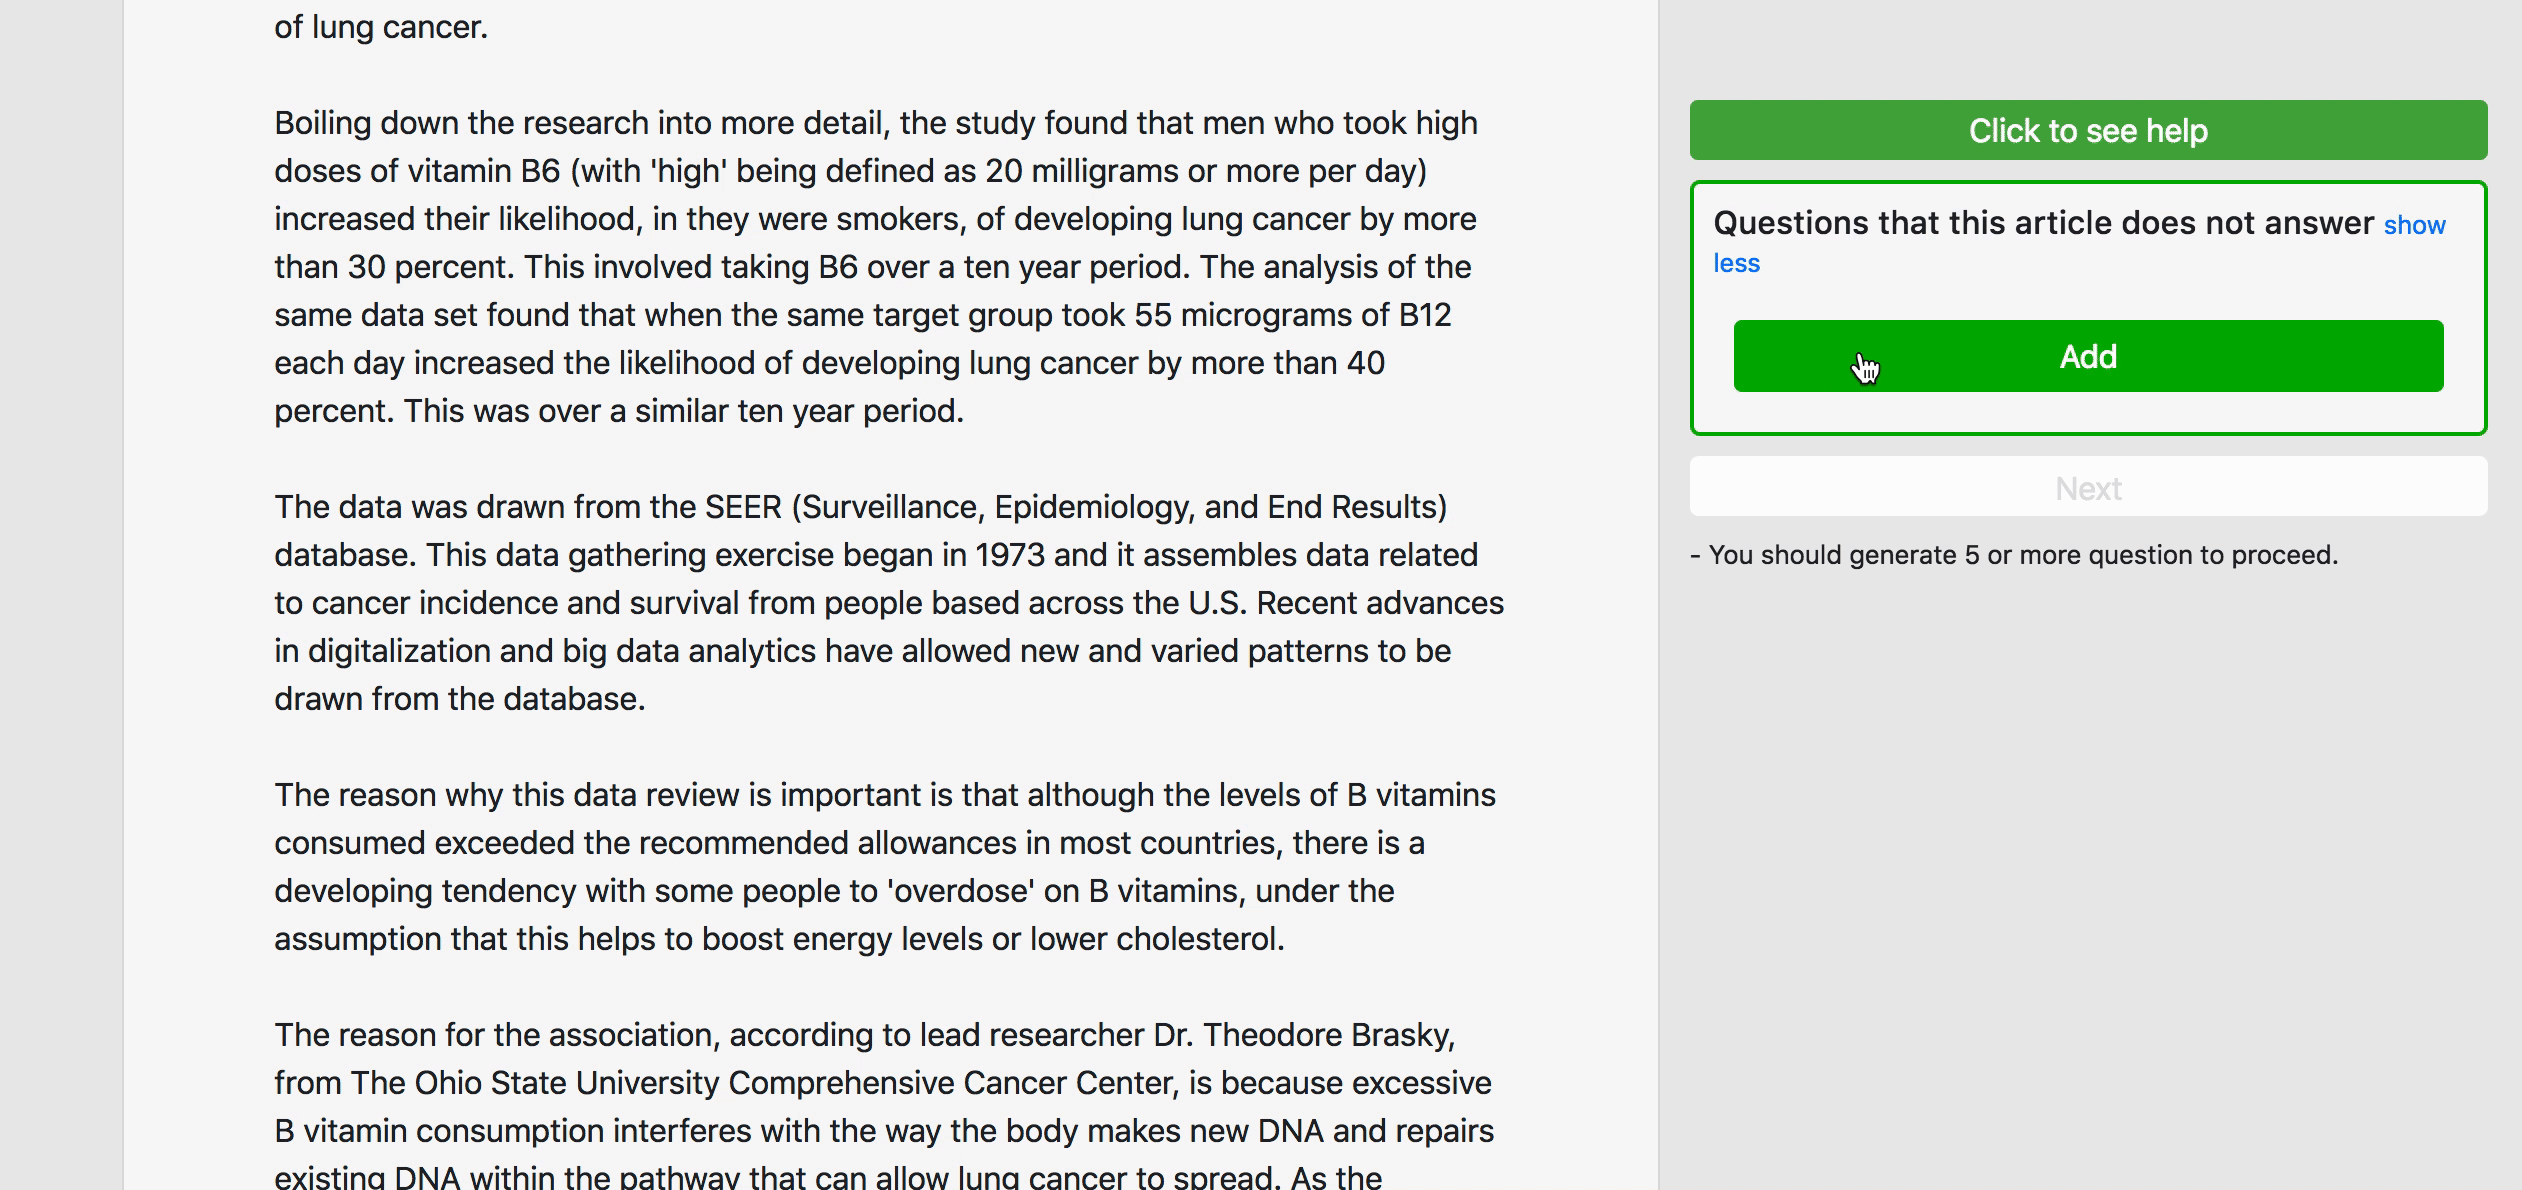 of lung cancer.
Boiling down the research into more detail, the study found that men who took high
doses of vitamin B6 (with 'high' being defined as 20 milligrams or more per day)
increased their likelihood, in they were smokers, of developing lung cancer by more
than 30 percent. This involved taking B6 over a ten year period. The analysis of the
same data set found that when the same target group took 55 micrograms of B12
each day increased the likelihood of developing lung cancer by more than 40
percent. This was over a similar ten year period.
The data was drawn from the SEER (Surveillance, Epidemiology, and End Results)
database. This data gathering exercise began in 1973 and it assembles data related
to cancer incidence and survival from people based across the U.S. Recent advances
in digitalization and big data analytics have allowed new and varied patterns to be
drawn from the database.
The reason why this data review is important is that although the levels of B vitamins
consumed exceeded the recommended allowances in most countries, there is a
developing tendency with some people to 'overdose' on B vitamins, under the
assumption that this helps to boost energy levels or lower cholesterol.
The reason for the association, according to lead researcher Dr. Theodore Brasky,
from The Ohio State University Comprehensive Cancer Center, is because excessive
B vitamin consumption interferes with the way the body makes new DNA and repairs
existing DNA within the pathway that can allow lung cancer to spread. As the
Click to see help
Questions that this article does not answer show
less
Add
Next
- You should generate 5 or more question to proceed.